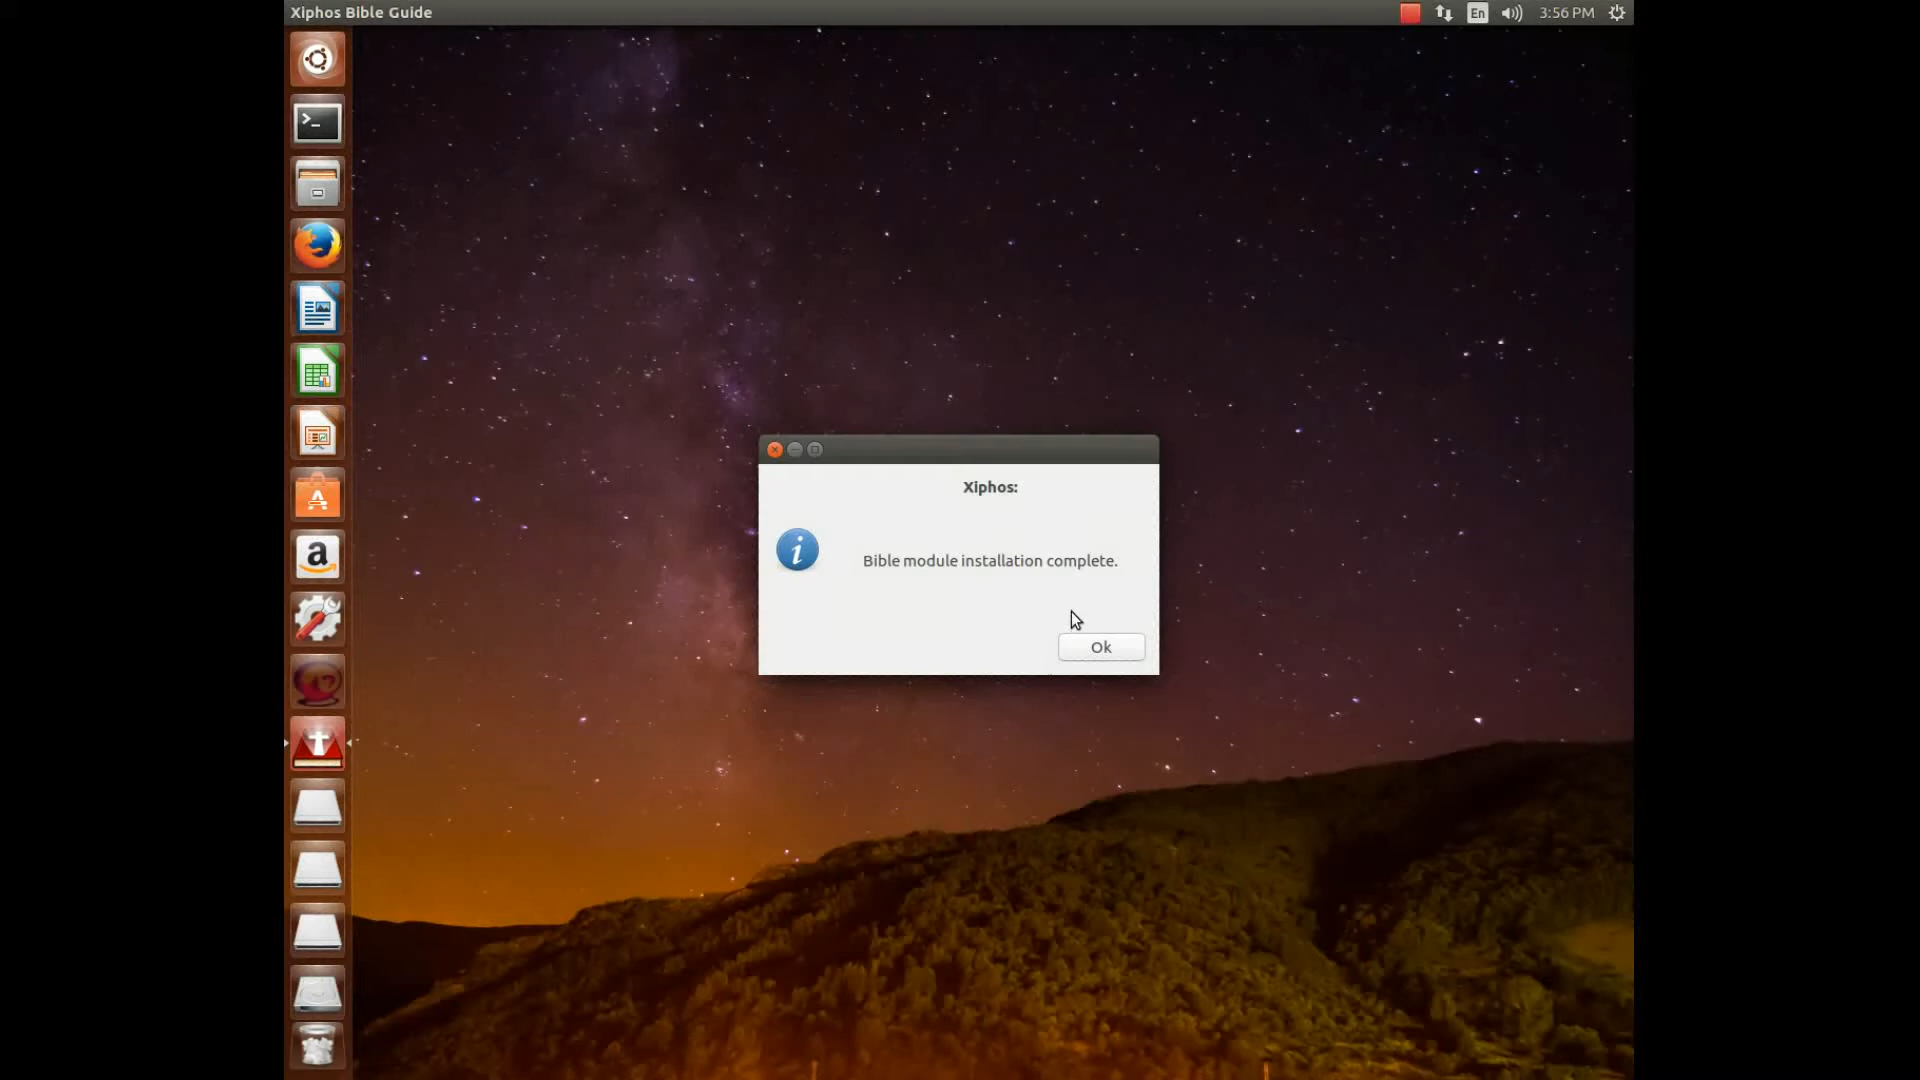 Xiphos Bible Guide
En
3:56 PM
Xiphos:
Bible module installation complete.
Ok